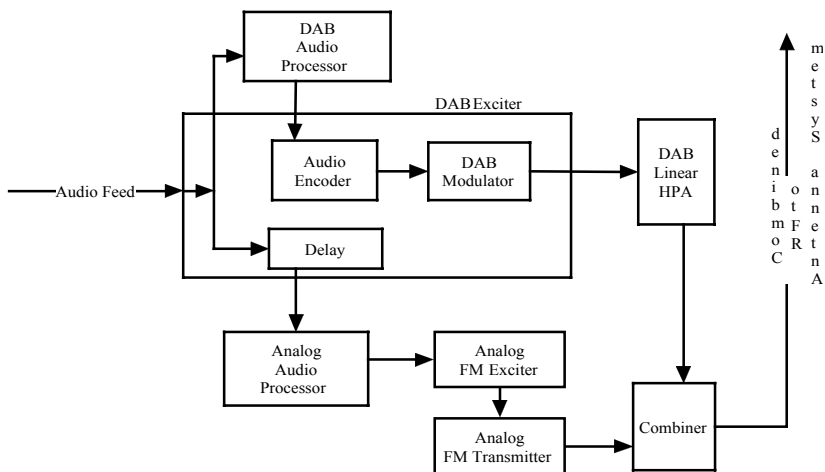 DAB
Audio
Processor
DAB Exciter
Audio
Encoder
DAB
Modulator
DAB
Linear
HPA
Audio Feed
Delay
Analog
Audio
Processor
Analog
FM Exciter
Analog
FM Transmitter
Combiner
Combined
RF to
Antenna System